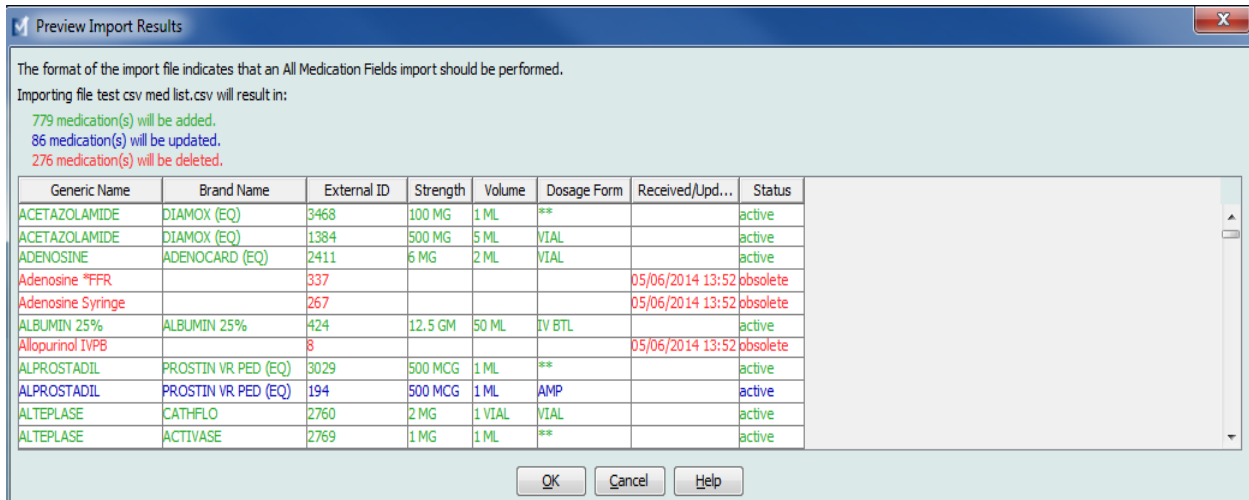 Preview Import Results
X
The format of the import file indicates that an All Medication Fields import should be performed.
Importing file test csv med list.csv will result in:
779 medication(s) will be added.
86 medication(s) will be updated.
276 medication(s) will be deleted.
Generic Name Brand Name External ID Strength Volume Dosage Form Received/Upd... Status
ACETAZOLAMIDE DIAMOX (EQ) 3468 100 MG 1 ML ** active
ACETAZOLAMIDE DIAMOX (EQ) 1384 500 MG 5 ML VIAL active
ADENOSINE ADENOCARD (EQ) 2411 6 MG 2 ML VIAL active
Adenosine *FFR 337 05/06/2014 13:52 obsolete
Adenosine Syringe 267 05/06/2014 13:52 obsolete
ALBUMIN 25% ALBUMIN 25% 424 12.5 GM 50 ML IV BTL active
Allopurinol IVPB 8 05/06/2014 13:52 obsolete
ALPROSTADIL PROSTIN VR PED (EQ) 3029 500 MCG 1 ML ** active
ALPROSTADIL PROSTIN VR PED (EQ) 194 500 MCG 1 ML AMP active
ALTEPLASE CATHFLO 2760 2 MG 1 VIAL VIAL active
ALTEPLASE ACTIVASE 2769 1 MG 1 ML ** active
OK Cancel Help